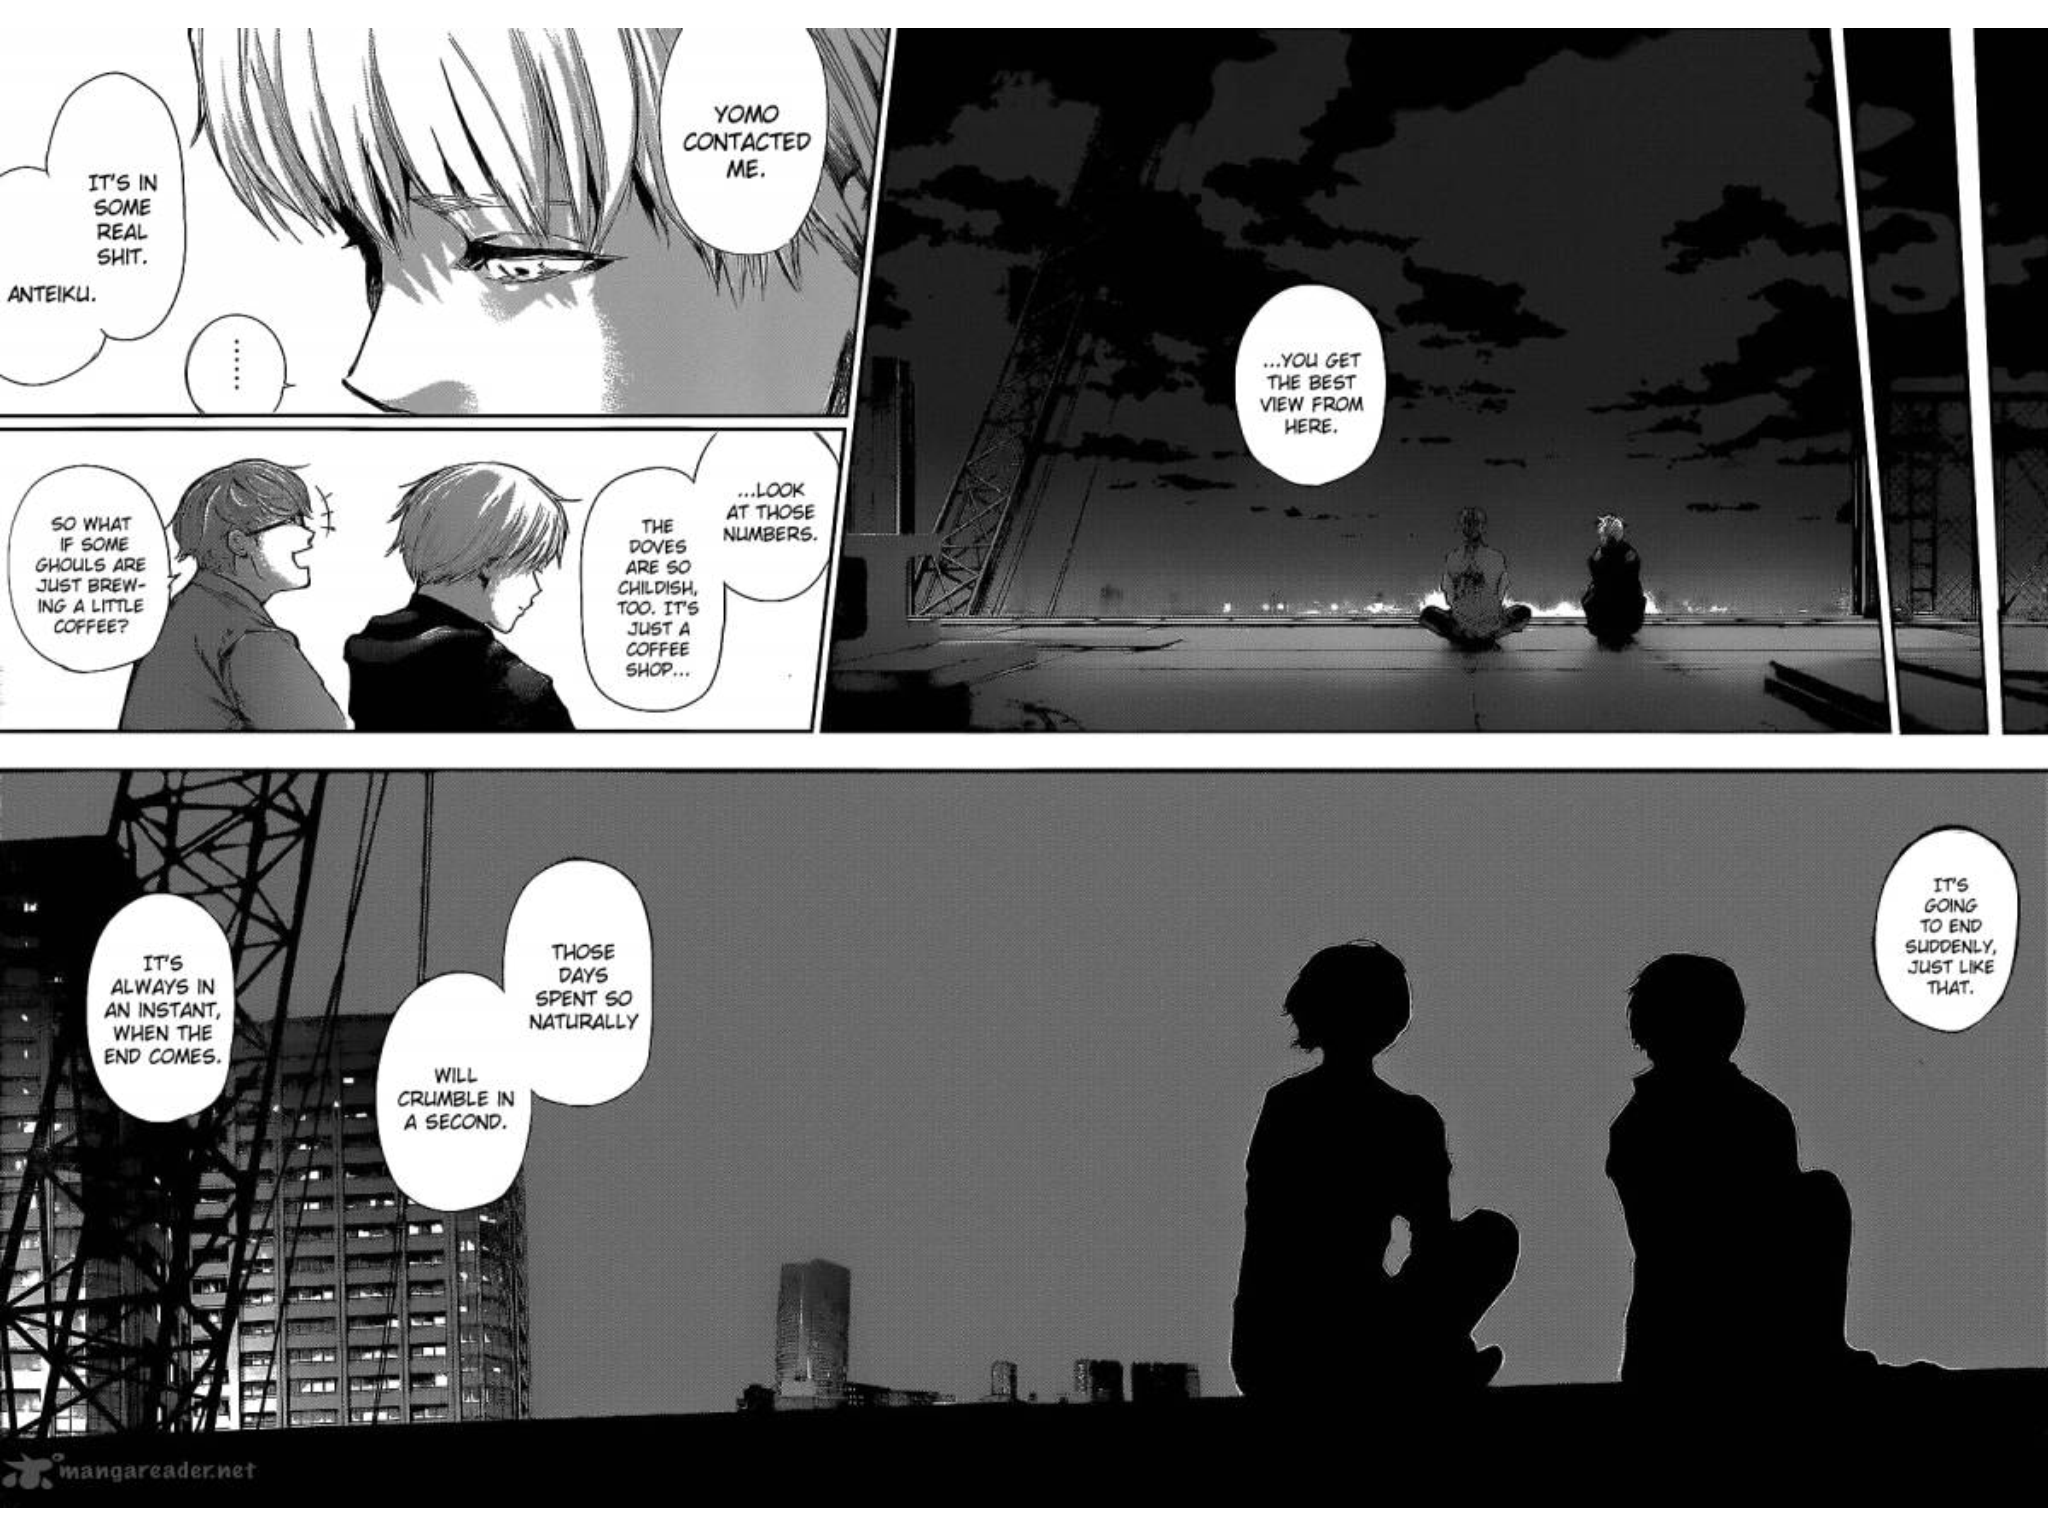 ...YOU GET
THE BEST
VIEW FROM
HERE.
YOMO
CONTACTED
ME.
IT'S IN
SOME
REAL
SHIT.
ANTEIKU.
......
...LOOK
AT THOSE
NUMBERS.
THE
DOVES
ARE SO
CHILDISH,
TOO. IT'S
JUST A
COFFEE
SHOP...
SO WHAT
IF SOME
GHOULS ARE
JUST BREW-
ING A LITTLE
COFFEE?
IT'S
GOING
TO END
SUDDENLY,
JUST LIKE
THAT.
THOSE
DAYS
SPENT SO
NATURALLY
WILL
CRUMBLE IN
A SECOND.
IT'S
ALWAYS IN
AN INSTANT,
WHEN THE
END COMES.
mangareader.net